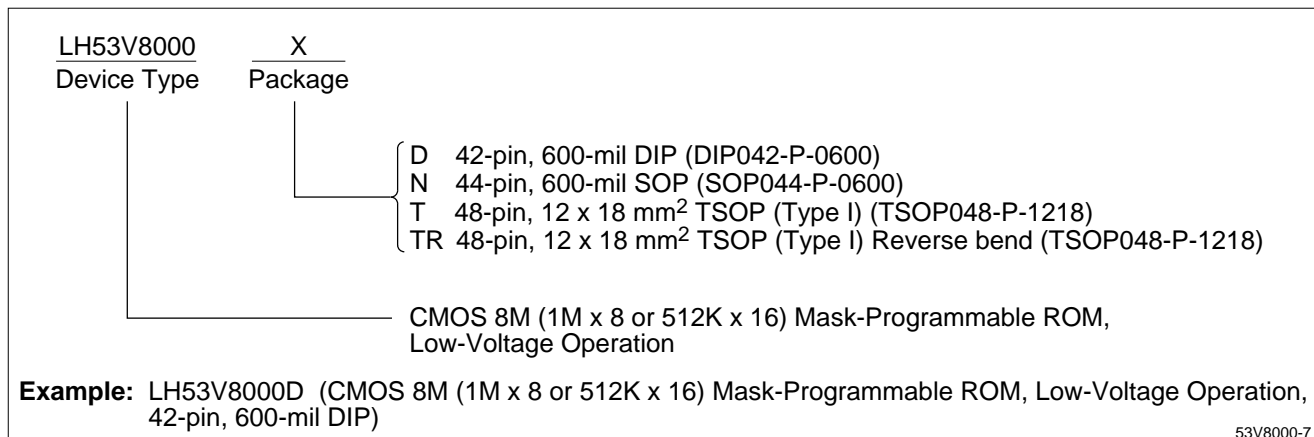 LH53V8000 X
Device Type Package
D 42-pin, 600-mil DIP (DIP042-P-0600)
N 44-pin, 600-mil SOP (SOP044-P-0600)
T 48-pin, 12 x 18 mm² TSOP (Type I) (TSOP048-P-1218)
TR 48-pin, 12 x 18 mm² TSOP (Type I) Reverse bend (TSOP048-P-1218)
CMOS 8M (1M x 8 or 512K x 16) Mask-Programmable ROM,
Low-Voltage Operation
Example: LH53V8000D (CMOS 8M (1M x 8 or 512K x 16) Mask-Programmable ROM, Low-Voltage Operation,
42-pin, 600-mil DIP)
53V8000-7